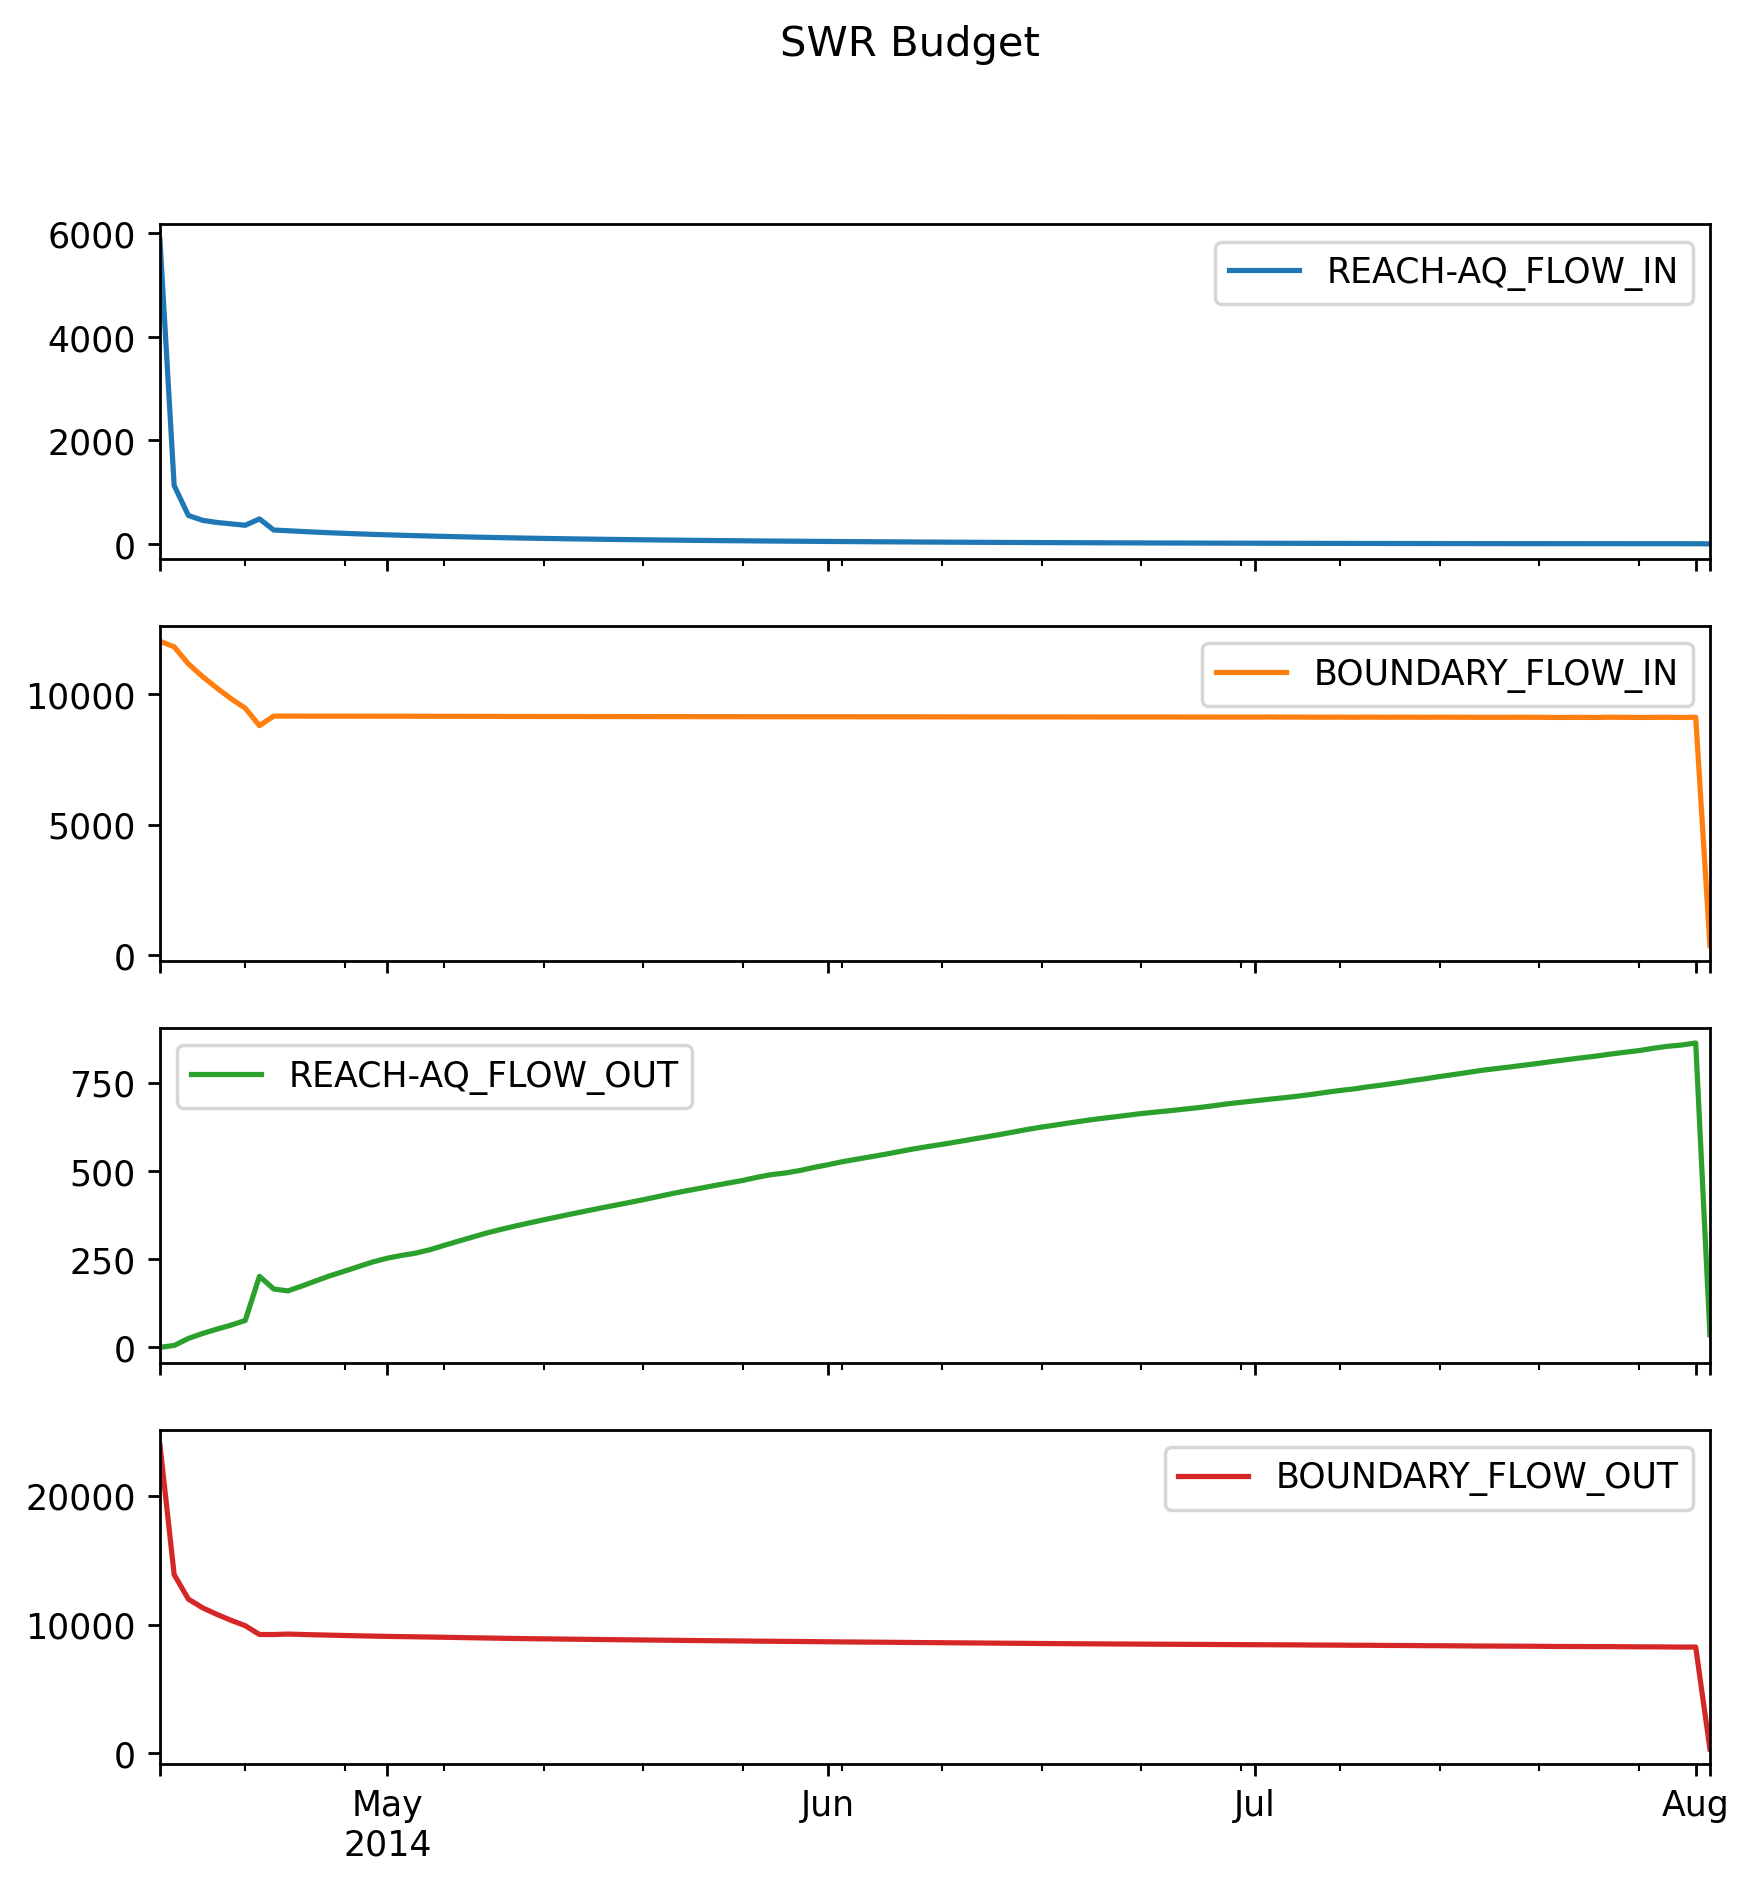 SWR Budget
6000
4000
2000
0
REACH-AQ_FLOW_IN
10000
5000
0
BOUNDARY_FLOW_IN
750
500
250
0
REACH-AQ_FLOW_OUT
20000
10000
0
BOUNDARY_FLOW_OUT
May Jun Jul Aug
2014